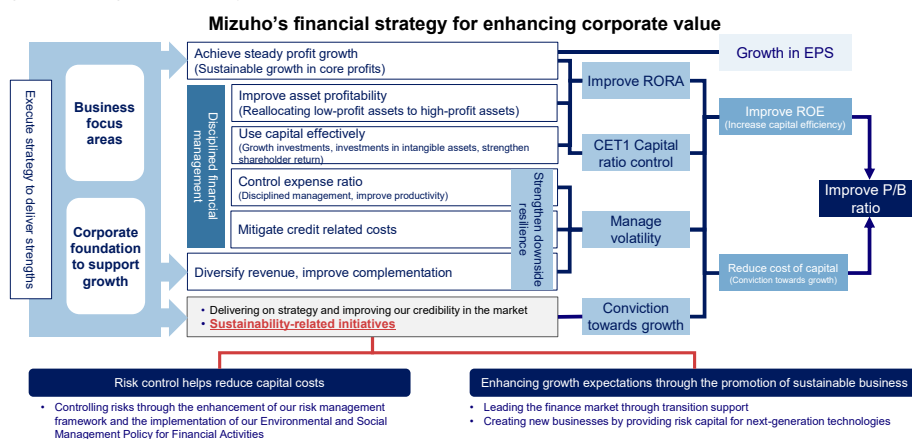 Mizuho's financial strategy for enhancing corporate value
Execute strategy to deliver strengths
Business
focus
areas
Corporate
foundation
to support
growth
Achieve steady profit growth
(Sustainable growth in core profits)
Disciplined financial
management
Improve asset profitability
(Reallocating low-profit assets to high-profit assets)
Use capital effectively
(Growth investments, investments in intangible assets, strengthen
shareholder return)
Control expense ratio
(Disciplined management, improve productivity)
Mitigate credit related costs
Diversify revenue, improve complementation
Strengthen downside
resilience
• Delivering on strategy and improving our credibility in the market
• Sustainability-related initiatives
Growth in EPS
Improve RORA
CET1 Capital
ratio control
Manage
volatility
Conviction
towards growth
Improve ROE
(Increase capital efficiency)
Reduce cost of capital
(Conviction towards growth)
Improve P/B
ratio
Risk control helps reduce capital costs
• Controlling risks through the enhancement of our risk management
framework and the implementation of our Environmental and Social
Management Policy for Financial Activities
Enhancing growth expectations through the promotion of sustainable business
• Leading the finance market through transition support
• Creating new businesses by providing risk capital for next-generation technologies